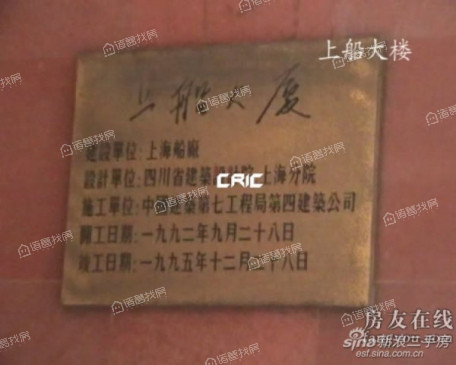 上船大楼
上船大厦
建設單位:上海船廠
設計單位:四川省建築設計院上海分院
CRIC
施工單位:中國建築第七工程局第四建築公司
開工日期:一九九二年九月二十八日
竣工日期:一九九五年十二月二十八日
房友在线
sina新浪二手房
esf.sina.com.cn
语墨找房